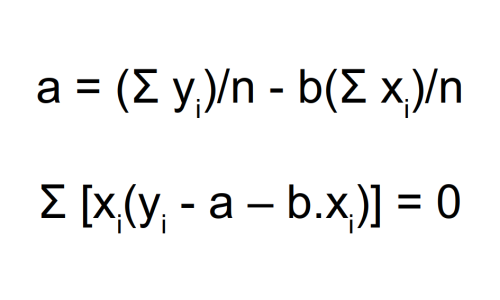 a = (Σ yᵢ)/n - b(Σ xᵢ)/n
Σ [xᵢ(yᵢ - a – b.xᵢ)] = 0